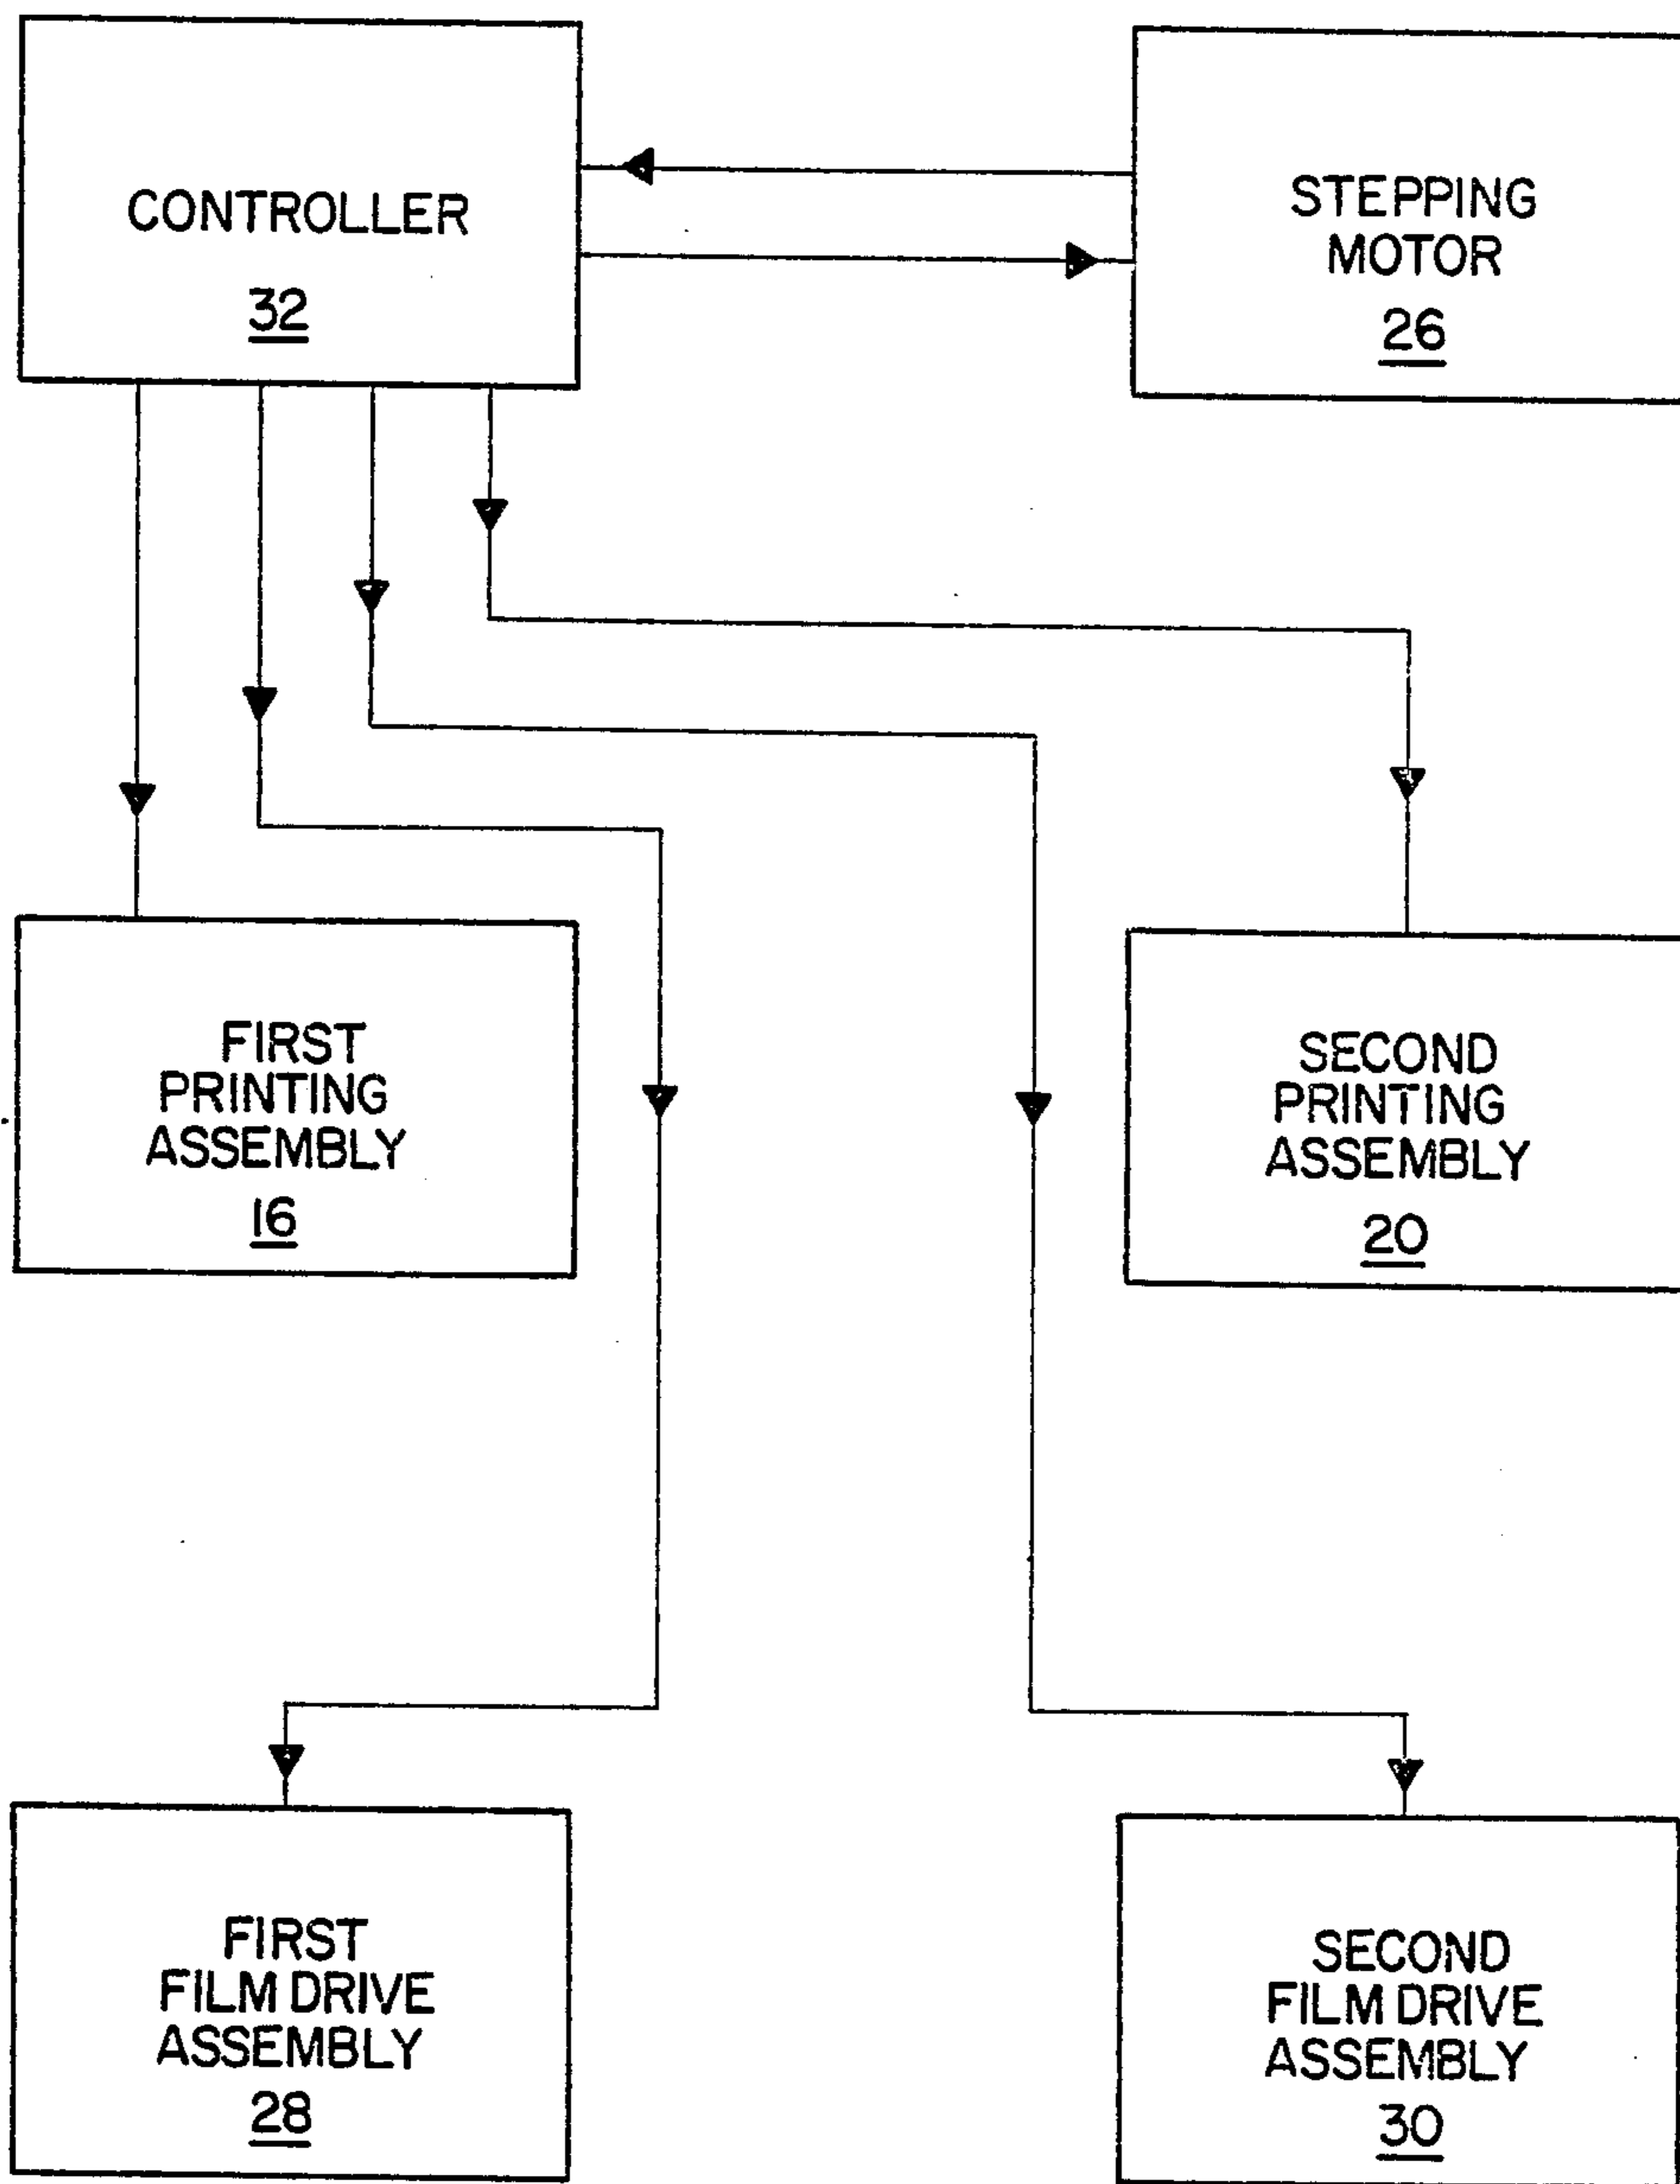 CONTROLLER
32
STEPPING
MOTOR
26
FIRST
PRINTING
ASSEMBLY
16
SECOND
PRINTING
ASSEMBLY
20
FIRST
FILM DRIVE
ASSEMBLY
28
SECOND
FILM DRIVE
ASSEMBLY
30